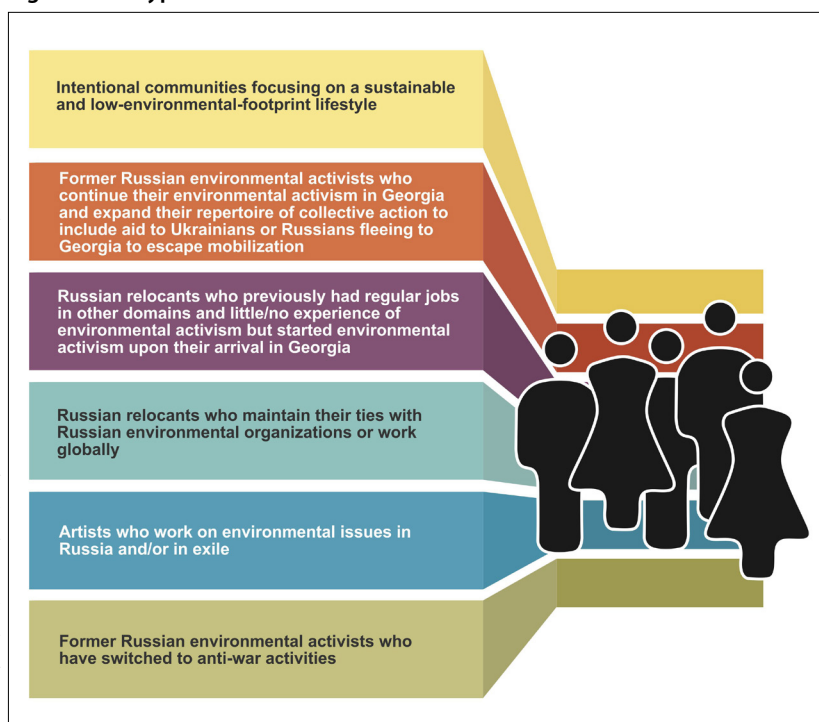 Intentional communities focusing on a sustainable
and low-environmental-footprint lifestyle
Former Russian environmental activists who
continue their environmental activism in Georgia
and expand their repertoire of collective action to
include aid to Ukrainians or Russians fleeing to
Georgia to escape mobilization
Russian relocants who previously had regular jobs
in other domains and little/no experience of
environmental activism but started environmental
activism upon their arrival in Georgia
Russian relocants who maintain their ties with
Russian environmental organizations or work
globally
Artists who work on environmental issues in
Russia and/or in exile
Former Russian environmental activists who
have switched to anti-war activities